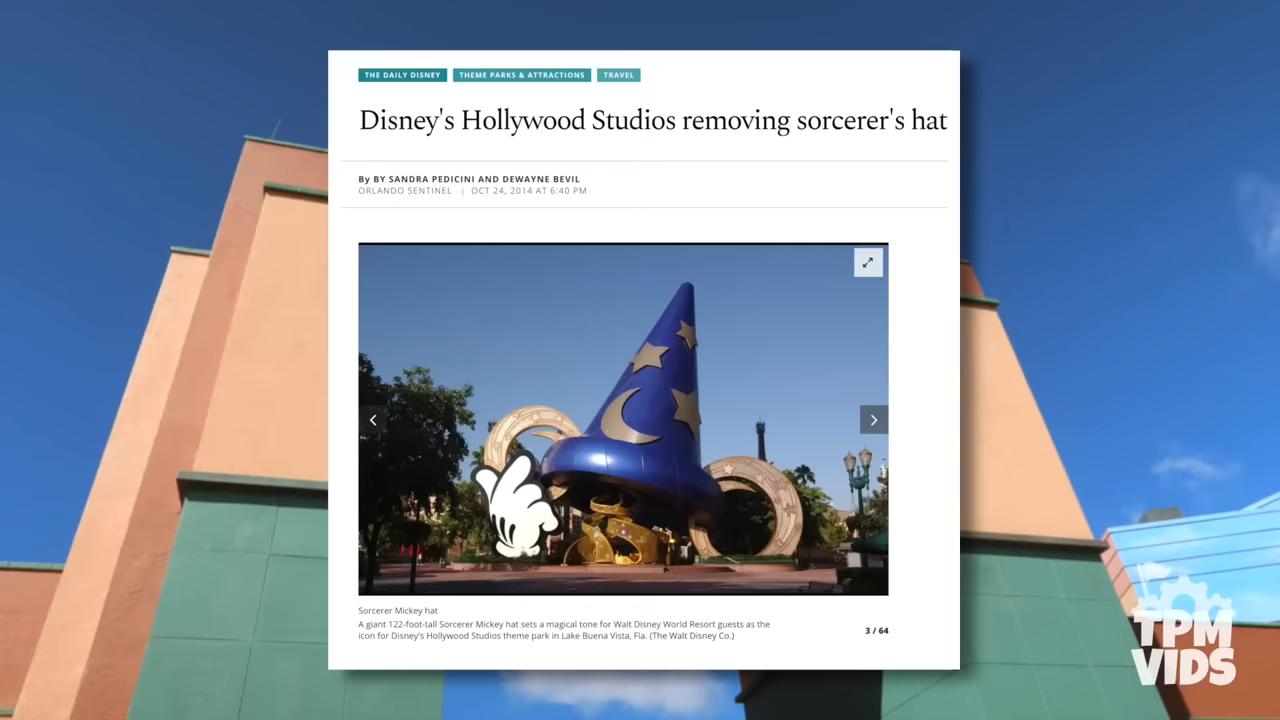 THE DAILY DISNEY THEME PARKS & ATTRACTIONS TRAVEL
Disney's Hollywood Studios removing sorcerer's hat
By BY SANDRA PEDICINI AND DEWAYNE BEVIL
ORLANDO SENTINEL | OCT 24, 2014 AT 6:40 PM
Sorcerer Mickey hat
A giant 122-foot-tall Sorcerer Mickey hat sets a magical tone for Walt Disney World Resort guests as the
icon for Disney's Hollywood Studios theme park in Lake Buena Vista, Fla. (The Walt Disney Co.)
3 / 64
TPM
VIDS